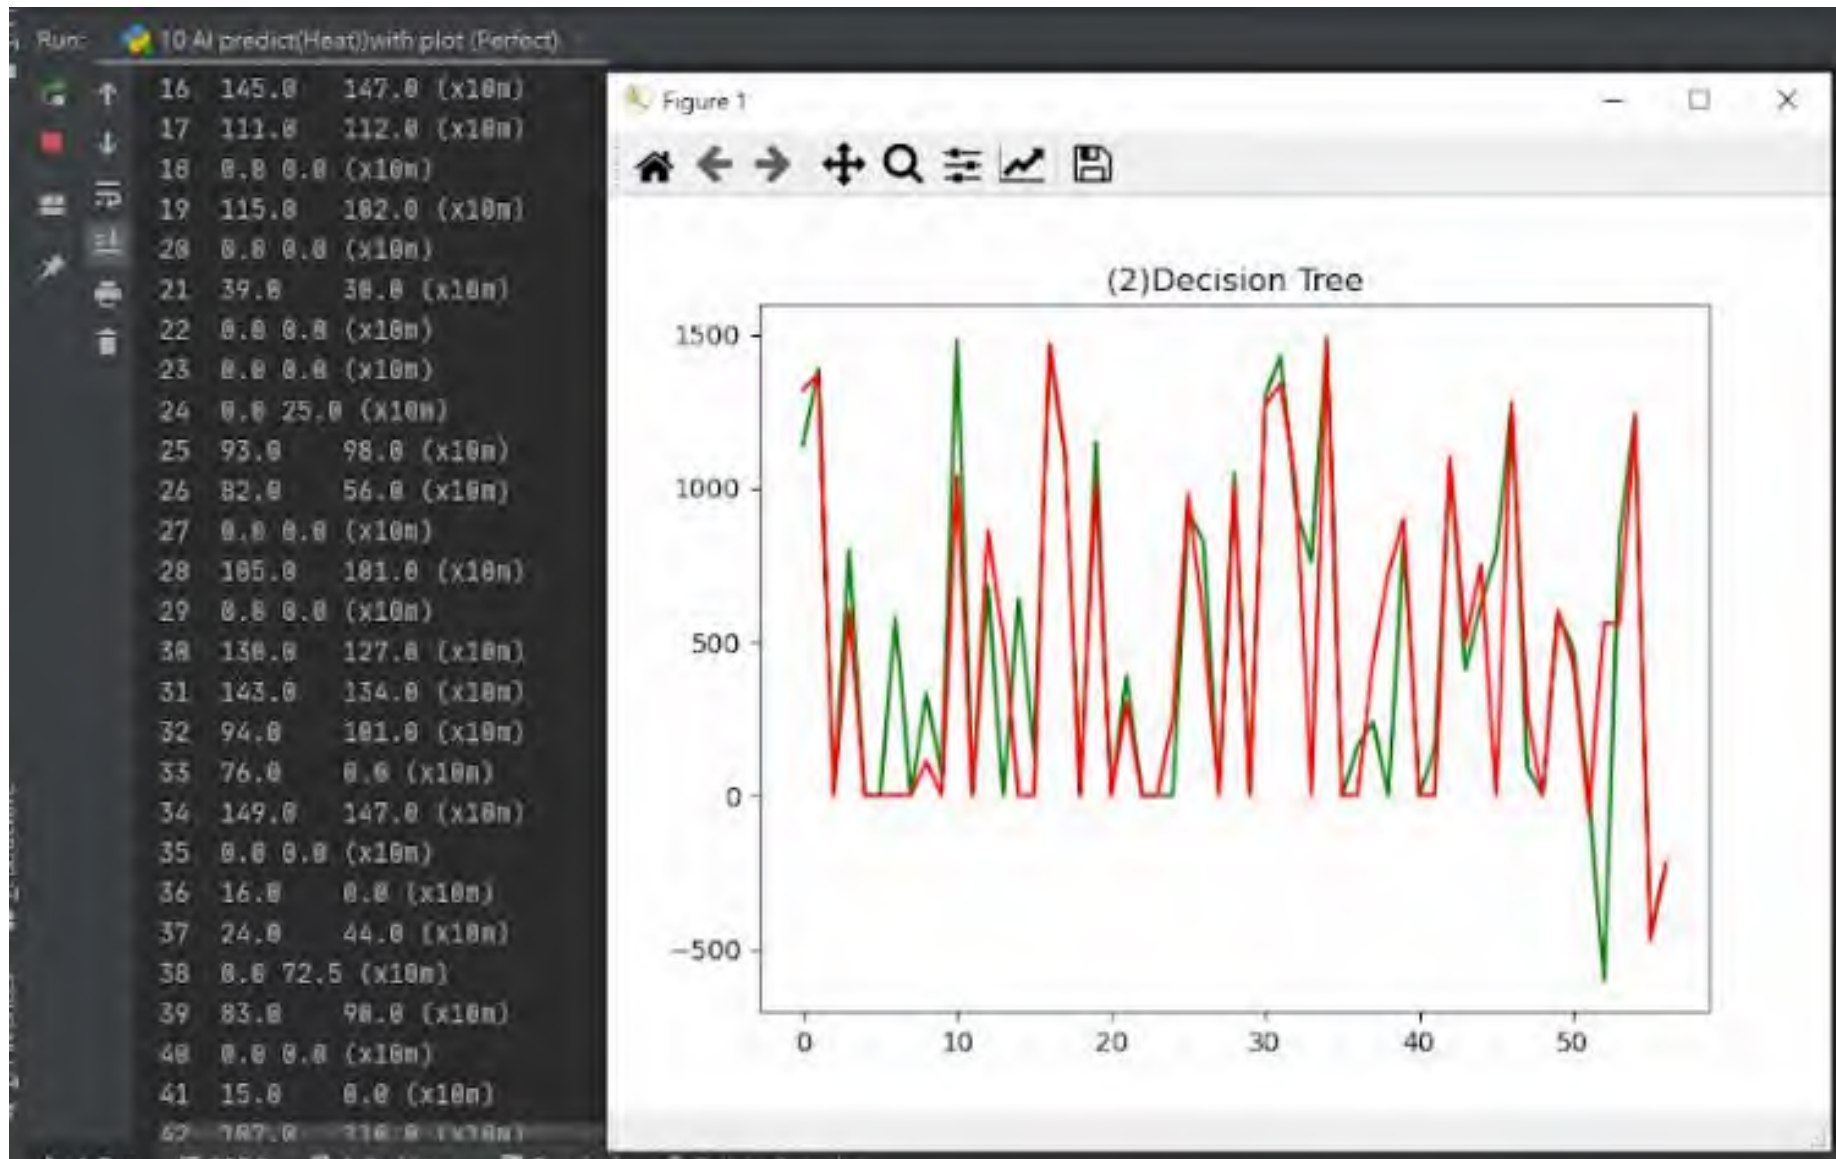 Run:
10 AI predict(Heat))with plot (Perfect)
16 145.0 147.0 (x10m)
17 111.0 112.0 (x10m)
18 0.0 0.0 (x10m)
19 115.0 102.0 (x10m)
20 0.0 0.0 (x10m)
21 39.0 30.0 (x10m)
22 0.0 0.0 (x10m)
23 0.0 0.0 (x10m)
24 0.0 25.0 (x10m)
25 93.0 98.0 (x10m)
26 82.0 56.0 (x10m)
27 0.0 0.0 (x10m)
28 105.0 101.0 (x10m)
29 0.0 0.0 (x10m)
30 130.0 127.0 (x10m)
31 143.0 134.0 (x10m)
32 94.0 101.0 (x10m)
33 76.0 0.0 (x10m)
34 149.0 147.0 (x10m)
35 0.0 0.0 (x10m)
36 16.0 0.0 (x10m)
37 24.0 44.0 (x10m)
38 0.0 72.5 (x10m)
39 83.0 90.0 (x10m)
40 0.0 0.0 (x10m)
41 15.0 0.0 (x10m)
42 107.0 110.0 (x10m)
Figure 1
(2)Decision Tree
1500
1000
500
0
−500
0 10 20 30 40 50